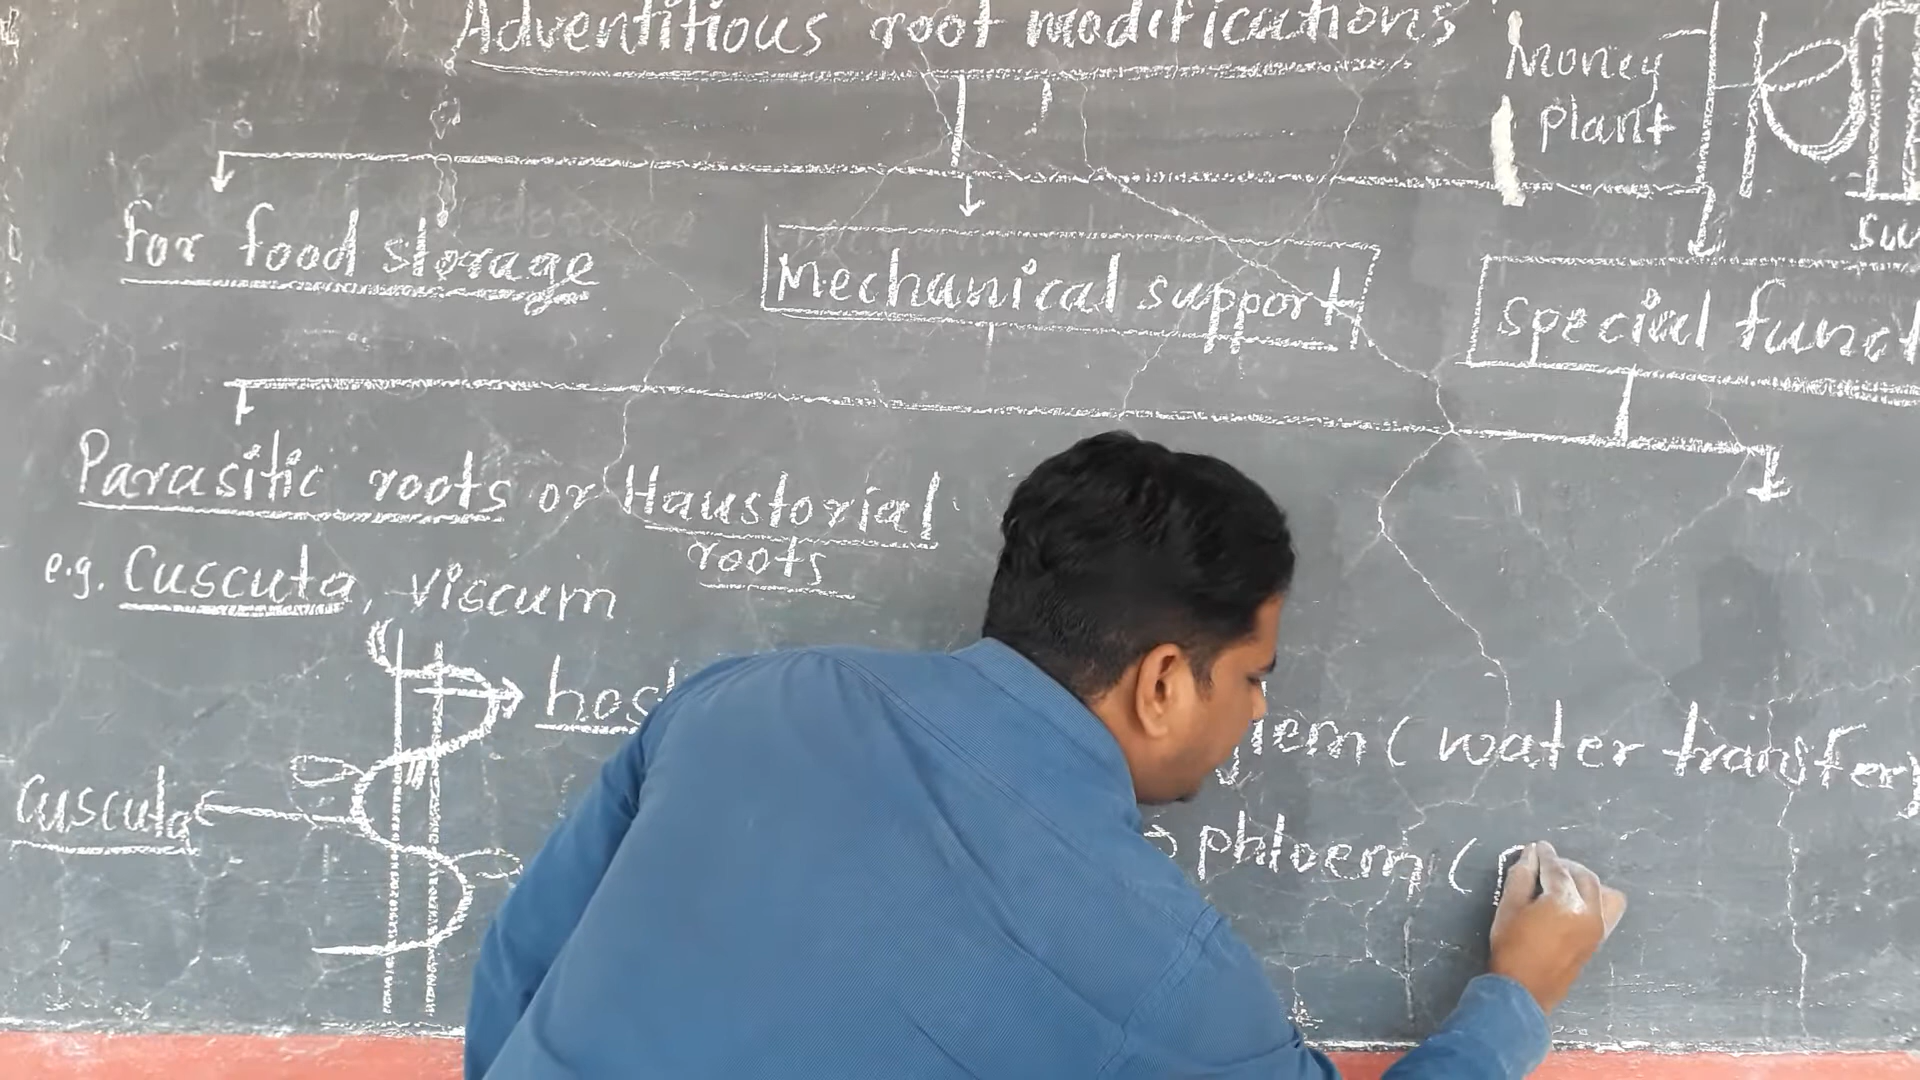 Adventitious root modifications
Money
plant
For food storage
Mechanical support
special funct
Parasitic roots or Haustorial
roots
e.g. Cuscuta, viscum
host
Cuscuta
(water transfer)
phloem (